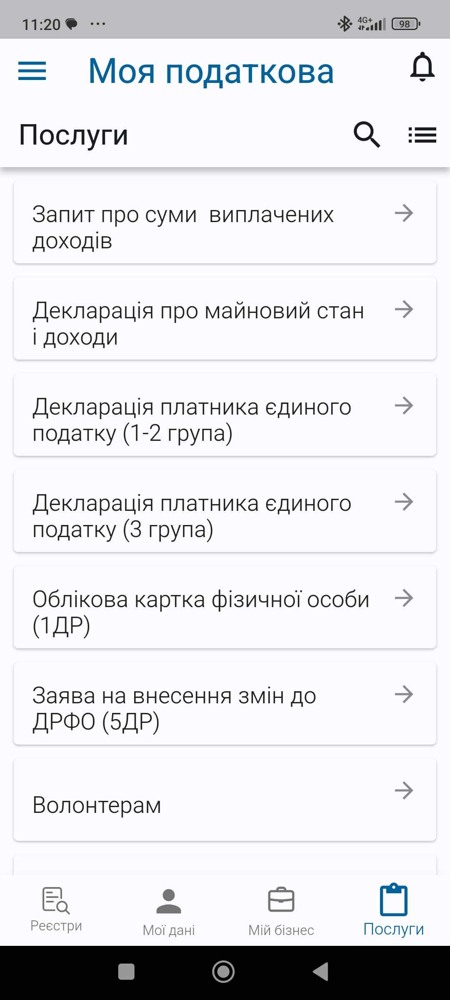 11:20
4G+
98
Моя податкова
Послуги
Запит про суми  виплачених
доходів
Декларація про майновий стан
і доходи
Декларація платника єдиного
податку (1-2 група)
Декларація платника єдиного
податку (3 група)
Облікова картка фізичної особи
(1ДР)
Заява на внесення змін до
ДРФО (5ДР)
Волонтерам
Реєстри
Мої дані
Мій бізнес
Послуги